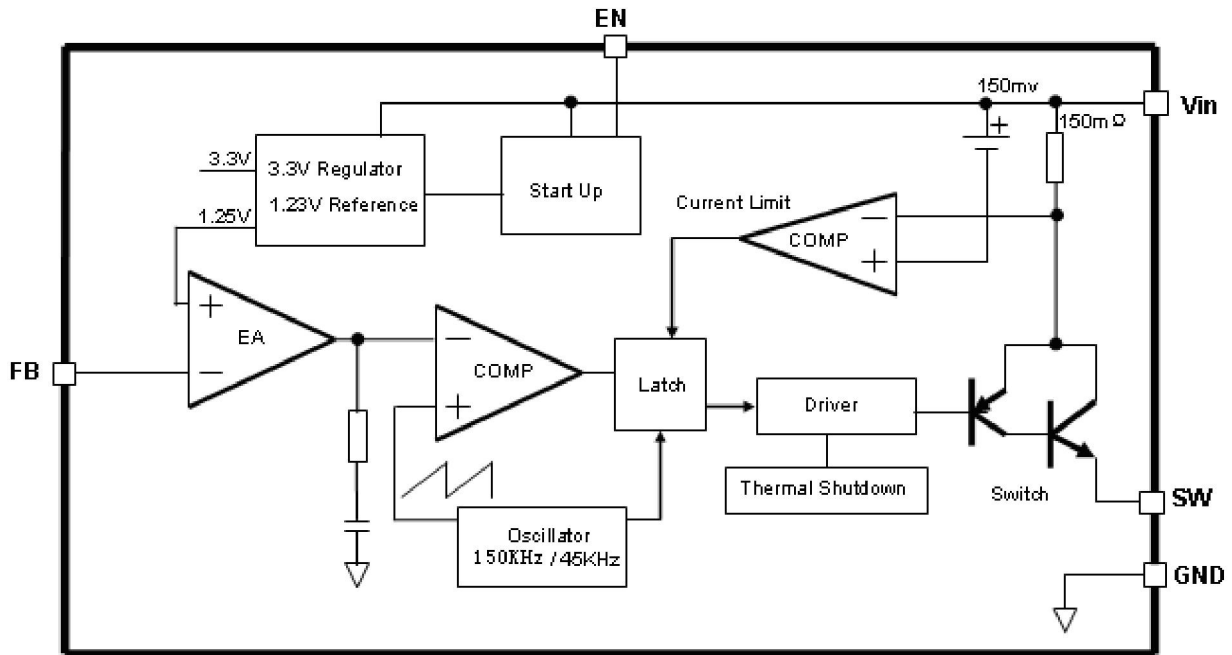 EN
150mv
Vin
150mΩ
3.3V
3.3V Regulator
1.23V Reference
Start Up
1.25V
Current Limit
−
COMP
+
+
+
EA
−
FB
−
COMP
+
Latch
Driver
Thermal Shutdown
Switch
SW
Oscillator
150KHz /45KHz
GND